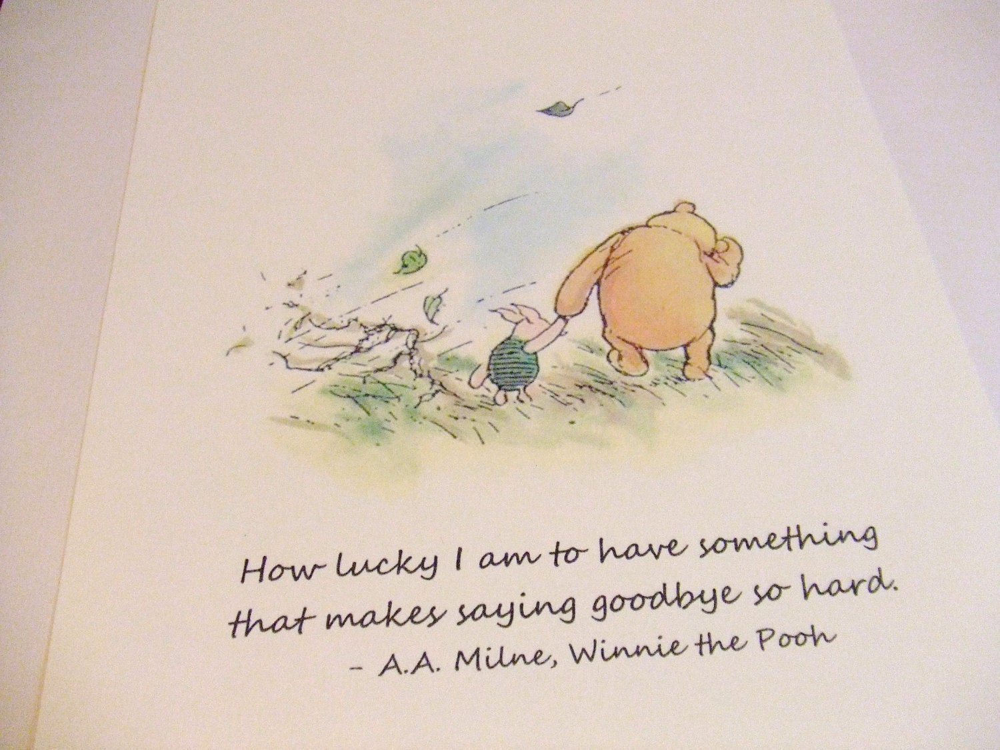 How lucky I am to have something
that makes saying goodbye so hard.
- A.A. Milne, Winnie the Pooh